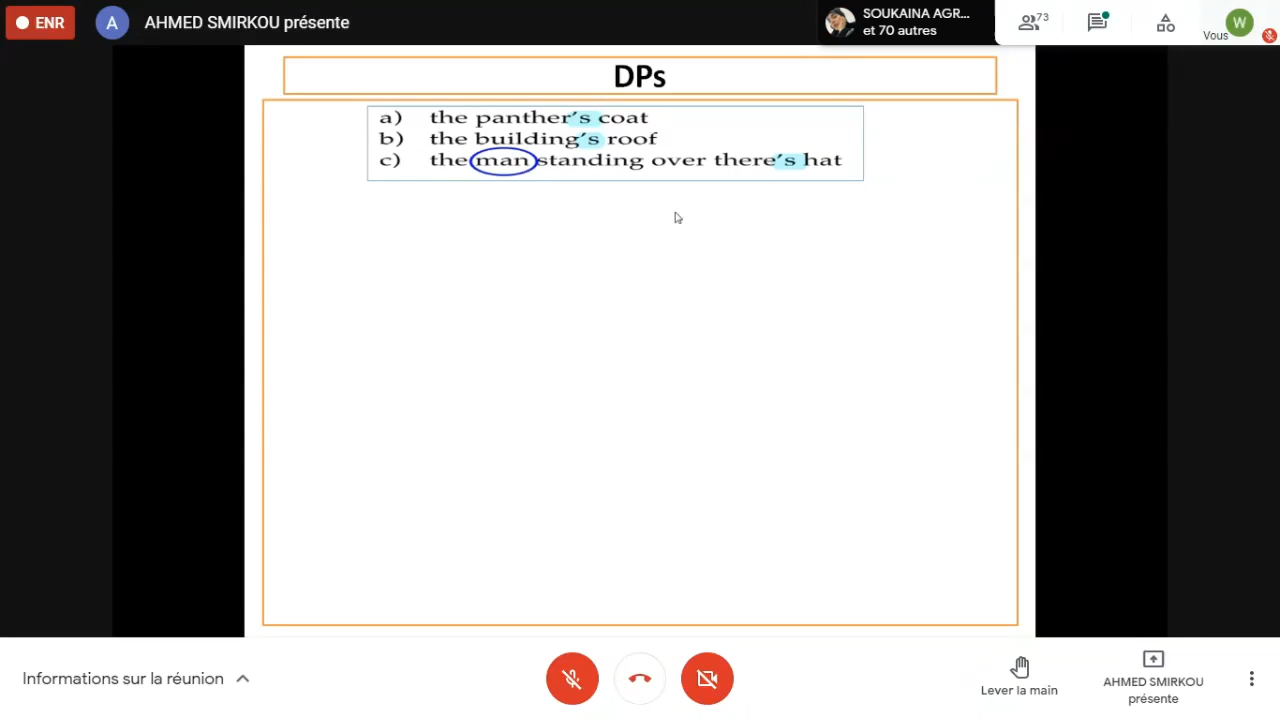 ENR
A
AHMED SMIRKOU présente
SOUKAINA AGR...
et 70 autres
73
W
Vous
DPs
a) the panther's coat
b) the building's roof
c) the man standing over there's hat
Informations sur la réunion
Lever la main
AHMED SMIRKOU
présente